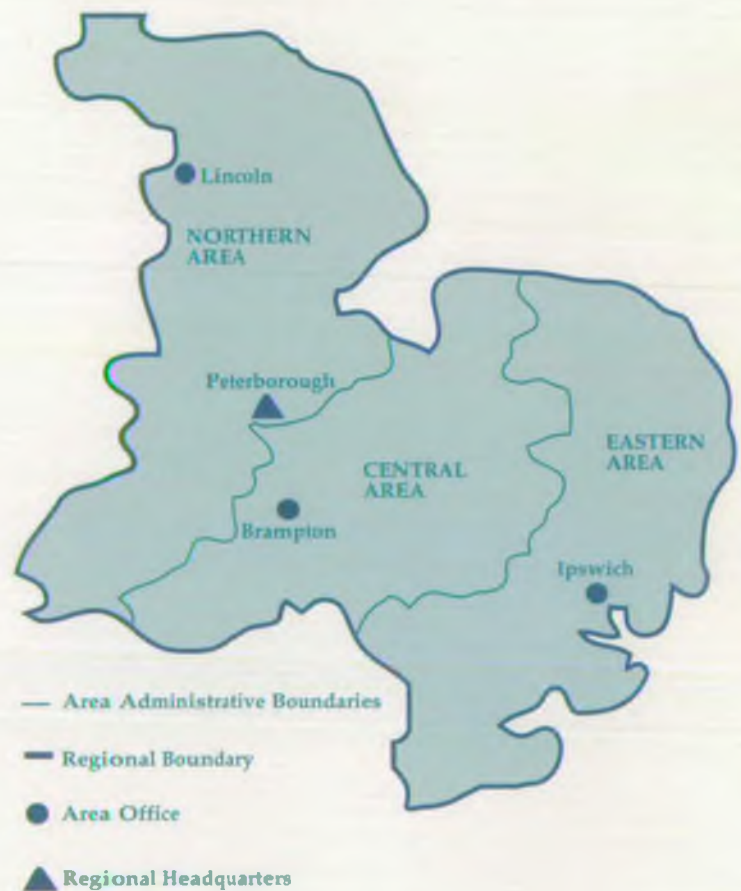 Lincoln
NORTHERN
AREA
Peterborough
EASTERN
AREA
CENTRAL
AREA
Brampton
Ipswich
Area Administrative Boundaries
Regional Boundary
Area Office
Regional Headquarters